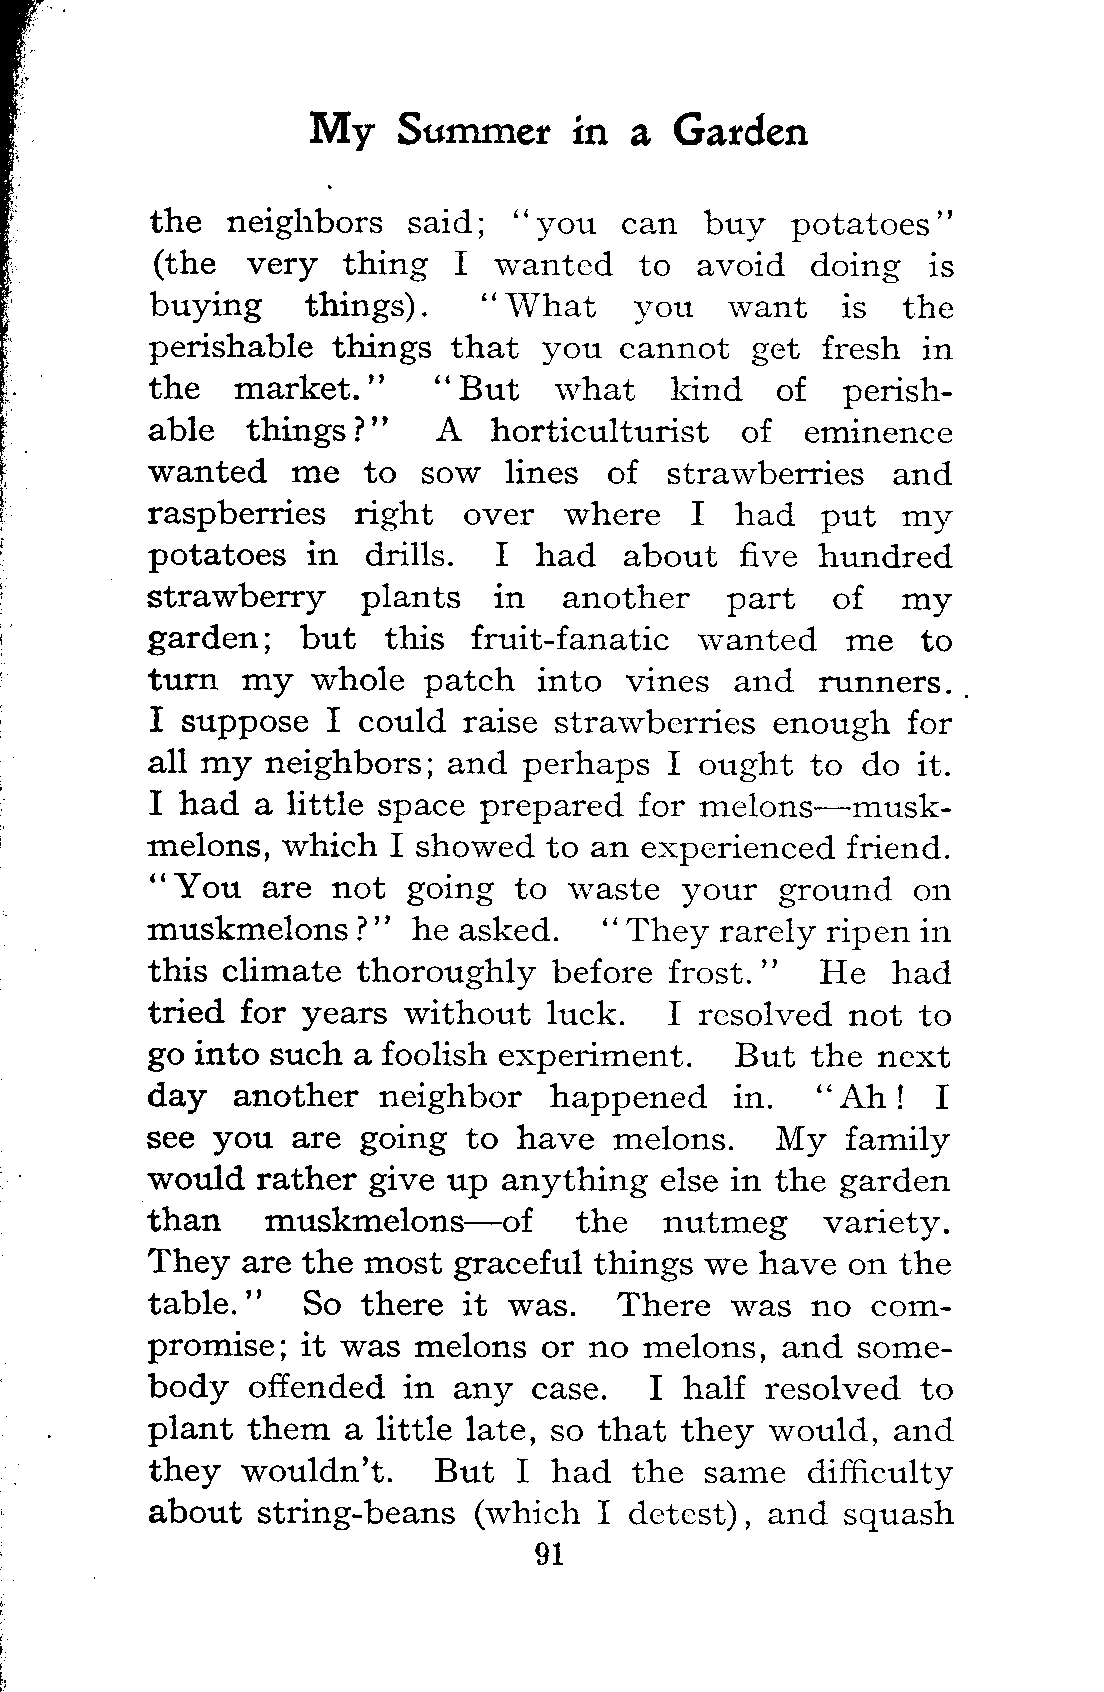 My Summer in a Garden
the neighbors said; "you can buy potatoes"
(the very thing I wanted to avoid doing is
buying things). "What you want is the
perishable things that you cannot get fresh in
the market." "But what kind of perish-
able things?" A horticulturist of eminence
wanted me to sow lines of strawberries and
raspberries right over where I had put my
potatoes in drills. I had about five hundred
strawberry plants in another part of my
garden; but this fruit-fanatic wanted me to
turn my whole patch into vines and runners.
I suppose I could raise strawberries enough for
all my neighbors; and perhaps I ought to do it.
I had a little space prepared for melons—musk-
melons, which I showed to an experienced friend.
"You are not going to waste your ground on
muskmelons?" he asked. "They rarely ripen in
this climate thoroughly before frost." He had
tried for years without luck. I resolved not to
go into such a foolish experiment. But the next
day another neighbor happened in. "Ah! I
see you are going to have melons. My family
would rather give up anything else in the garden
than muskmelons—of the nutmeg variety.
They are the most graceful things we have on the
table." So there it was. There was no com-
promise; it was melons or no melons, and some-
body offended in any case. I half resolved to
plant them a little late, so that they would, and
they wouldn't. But I had the same difficulty
about string-beans (which I detest), and squash
91